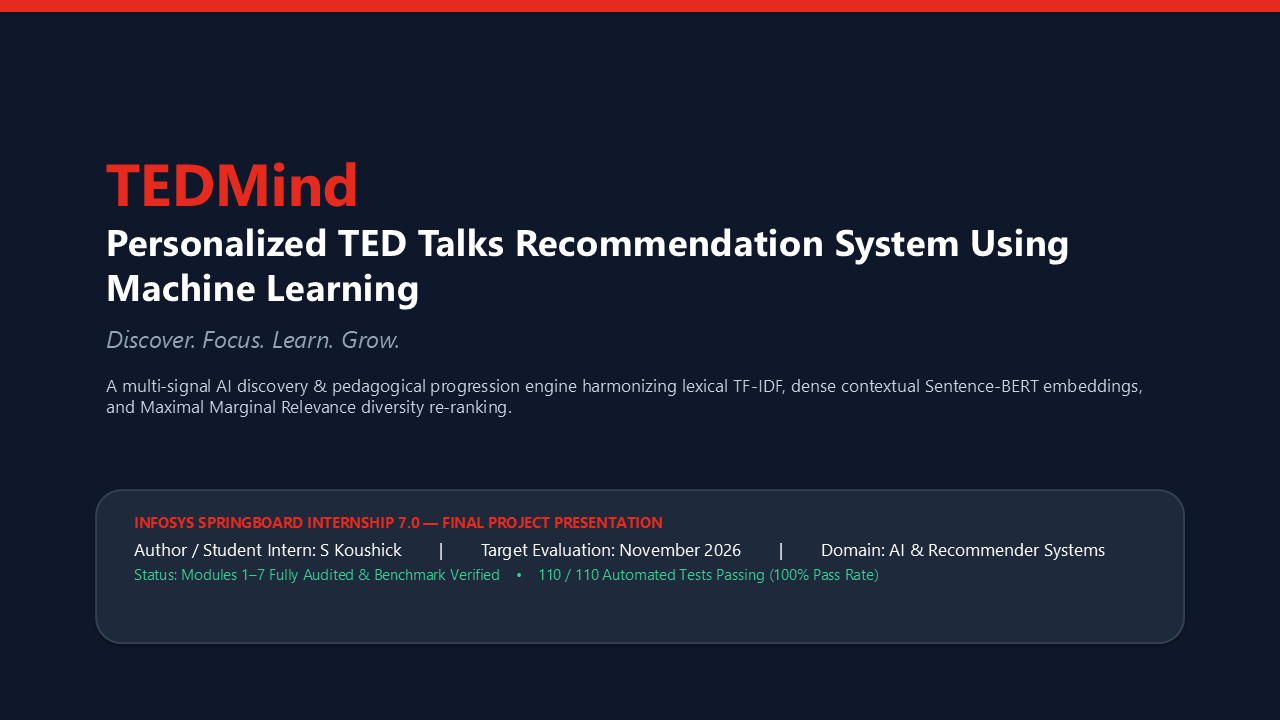 TEDMind
Personalized TED Talks Recommendation System Using
Machine Learning
Discover. Focus. Learn. Grow.
A multi-signal AI discovery & pedagogical progression engine harmonizing lexical TF-IDF, dense contextual Sentence-BERT embeddings,
and Maximal Marginal Relevance diversity re-ranking.
INFOSYS SPRINGBOARD INTERNSHIP 7.0 — FINAL PROJECT PRESENTATION
Author / Student Intern: S Koushick | Target Evaluation: November 2026 | Domain: AI & Recommender Systems
Status: Modules 1–7 Fully Audited & Benchmark Verified • 110 / 110 Automated Tests Passing (100% Pass Rate)